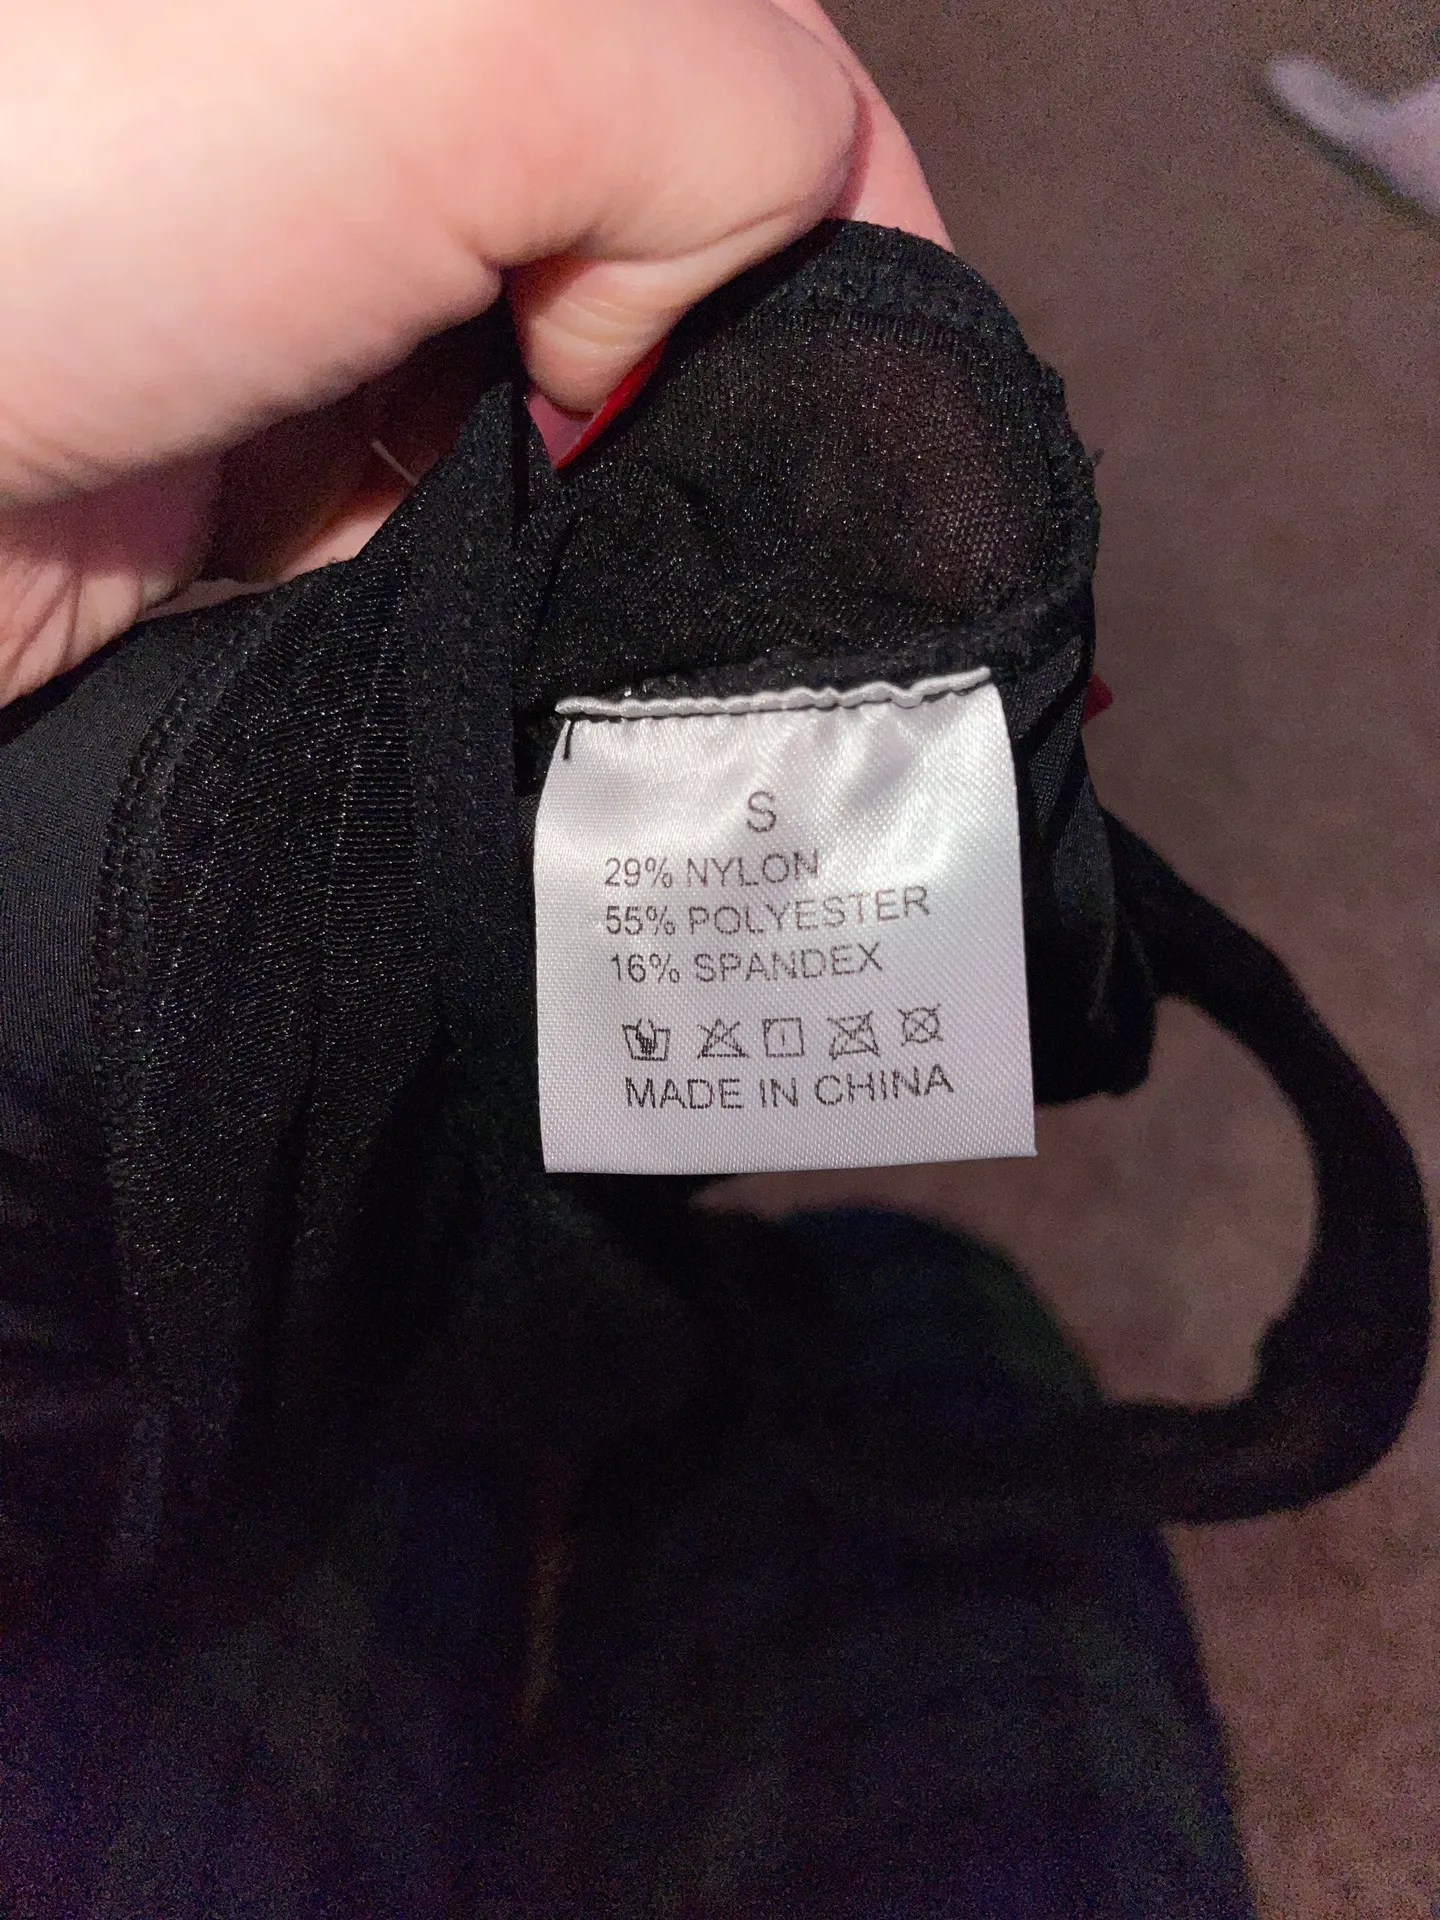 S
29% NYLON
55% POLYESTER
16% SPANDEX
MADE IN CHINA